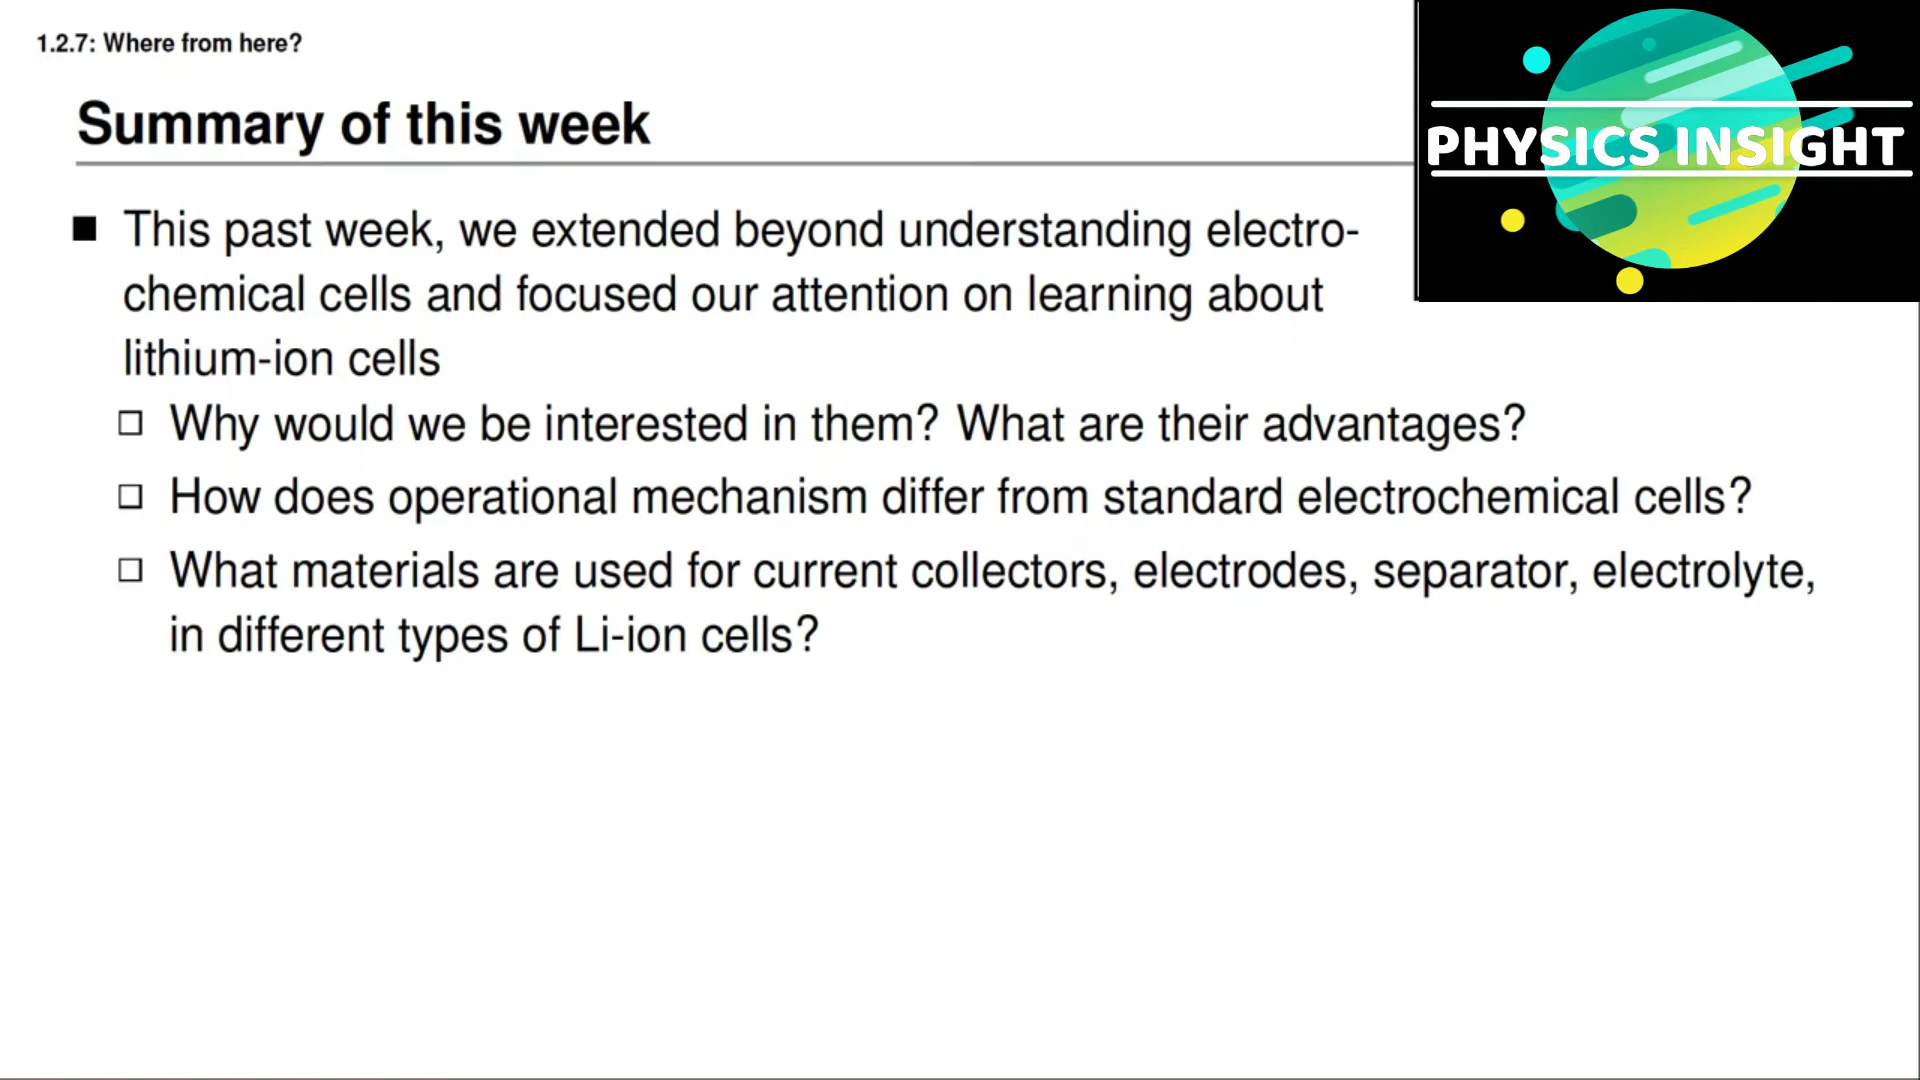 1.2.7: Where from here?
Summary of this week
PHYSICS INSIGHT
This past week, we extended beyond understanding electro-
chemical cells and focused our attention on learning about
lithium-ion cells
Why would we be interested in them? What are their advantages?
How does operational mechanism differ from standard electrochemical cells?
What materials are used for current collectors, electrodes, separator, electrolyte,
in different types of Li-ion cells?